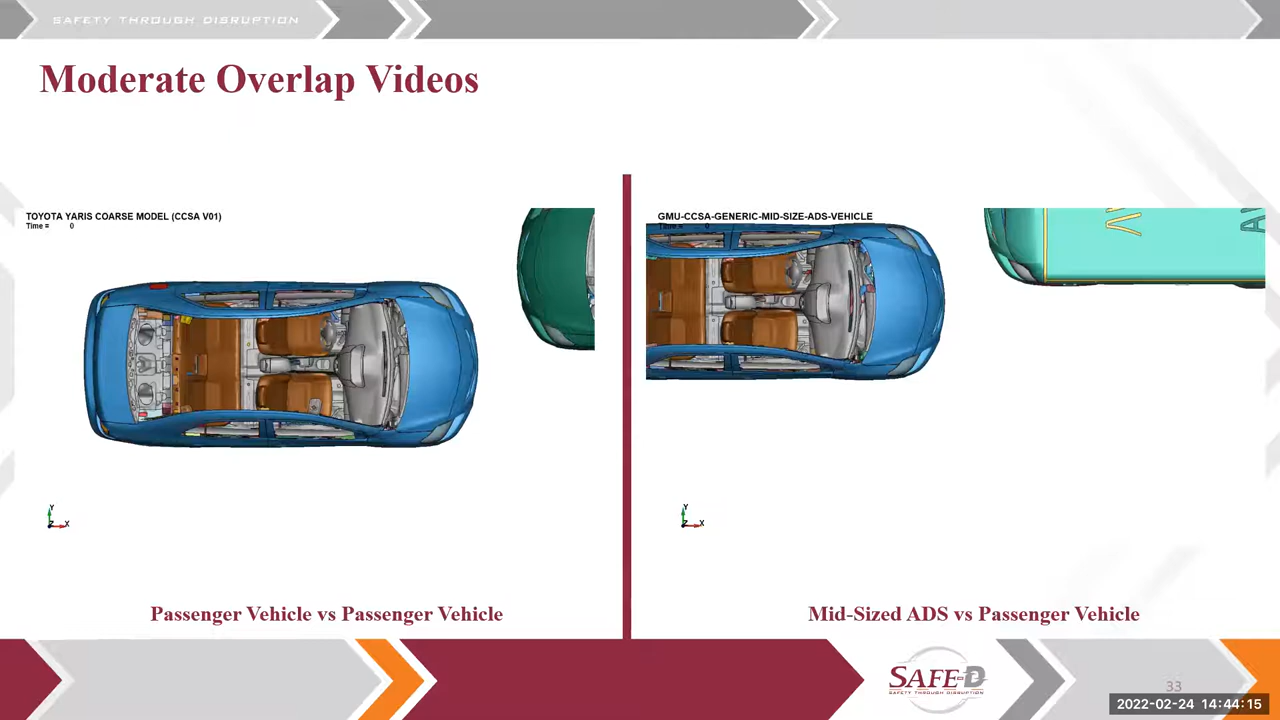 SAFETY THROUGH DISRUPTION
Moderate Overlap Videos
TOYOTA YARIS COARSE MODEL (CCSA V01)
Time = 0
Y
Z X
GMU-CCSA-GENERIC-MID-SIZE-ADS-VEHICLE
Time = 0
Y
Z X
Passenger Vehicle vs Passenger Vehicle
Mid-Sized ADS vs Passenger Vehicle
SAFE-D
SAFETY THROUGH DISRUPTION
33
2022-02-24 14:44:15